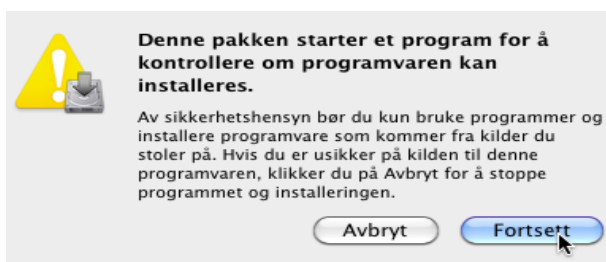 Denne pakken starter et program for å
kontrollere om programvaren kan
installeres.
Av sikkerhetshensyn bør du kun bruke programmer og
installere programvare som kommer fra kilder du
stoler på. Hvis du er usikker på kilden til denne
programvaren, klikker du på Avbryt for å stoppe
programmet og installeringen.
Avbryt Fortsett